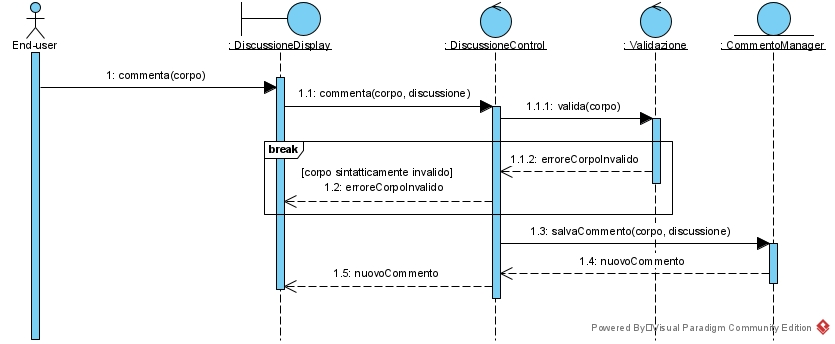 End-user
: DiscussioneDisplay
: DiscussioneControl
: Validazione
: CommentoManager
1: commenta(corpo)
1.1: commenta(corpo, discussione)
1.1.1: valida(corpo)
break
1.1.2: erroreCorpoInvalido
[corpo sintatticamente invalido]
1.2: erroreCorpoInvalido
1.3: salvaCommento(corpo, discussione)
1.4: nuovoCommento
1.5: nuovoCommento
Powered By Visual Paradigm Community Edition